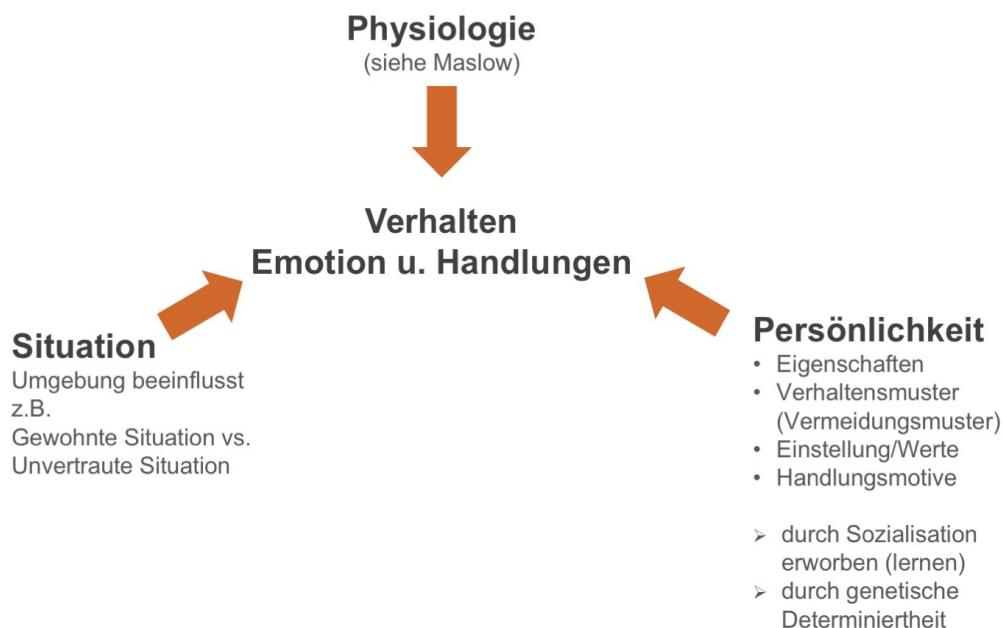 Physiologie
(siehe Maslow)
Verhalten
Emotion u. Handlungen
Situation
Umgebung beeinflusst
z.B.
Gewohnte Situation vs.
Unvertraute Situation
Persönlichkeit
• Eigenschaften
• Verhaltensmuster
(Vermeidungsmuster)
• Einstellung/Werte
• Handlungsmotive
➢ durch Sozialisation
erworben (lernen)
➢ durch genetische
Determiniertheit